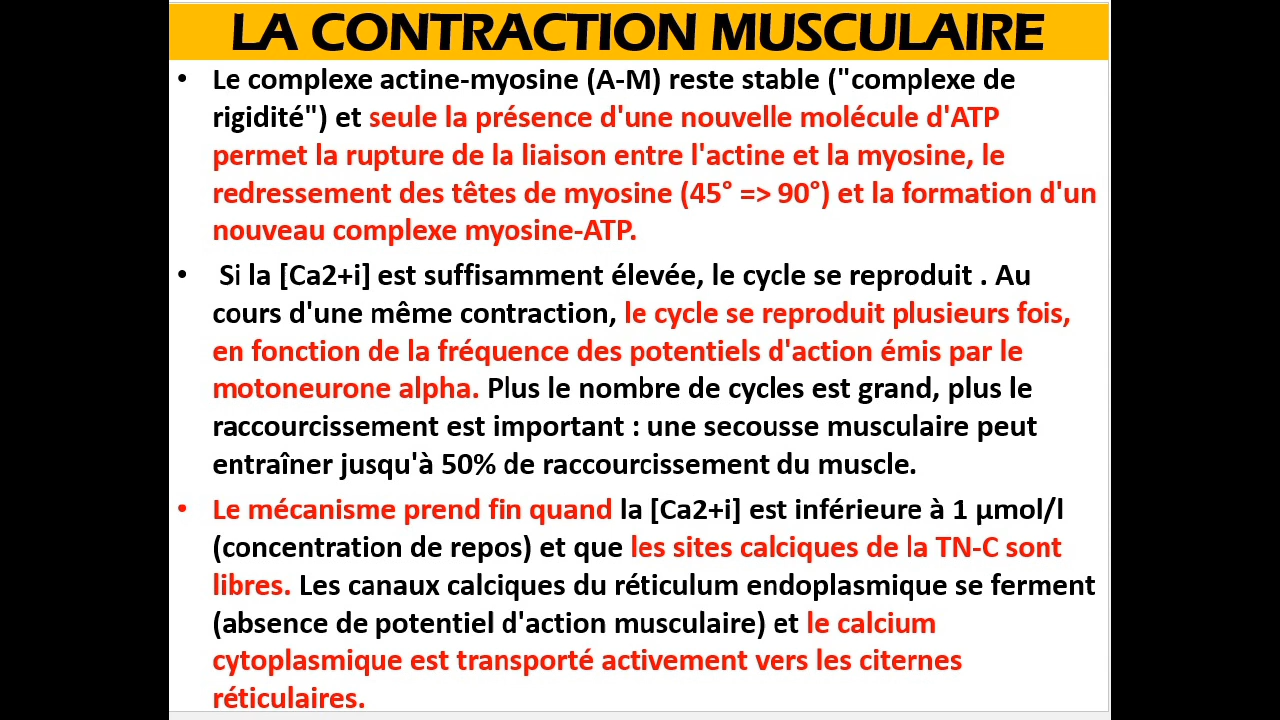 LA CONTRACTION MUSCULAIRE
• Le complexe actine-myosine (A-M) reste stable ("complexe de
rigidité") et seule la présence d'une nouvelle molécule d'ATP
permet la rupture de la liaison entre l'actine et la myosine, le
redressement des têtes de myosine (45° => 90°) et la formation d'un
nouveau complexe myosine-ATP.
• Si la [Ca2+i] est suffisamment élevée, le cycle se reproduit . Au
cours d'une même contraction, le cycle se reproduit plusieurs fois,
en fonction de la fréquence des potentiels d'action émis par le
motoneurone alpha. Plus le nombre de cycles est grand, plus le
raccourcissement est important : une secousse musculaire peut
entraîner jusqu'à 50% de raccourcissement du muscle.
• Le mécanisme prend fin quand la [Ca2+i] est inférieure à 1 µmol/l
(concentration de repos) et que les sites calciques de la TN-C sont
libres. Les canaux calciques du réticulum endoplasmique se ferment
(absence de potentiel d'action musculaire) et le calcium
cytoplasmique est transporté activement vers les citernes
réticulaires.